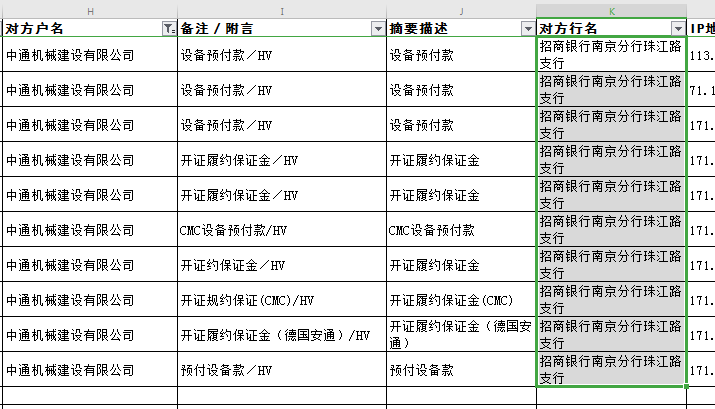 H I J K
对方户名 备注／附言 摘要描述 对方行名 IP地
中通机械建设有限公司 设备预付款／HV 设备预付款 招商银行南京分行珠江路 113.
支行
中通机械建设有限公司 设备预付款／HV 设备预付款 招商银行南京分行珠江路 71.1
支行
中通机械建设有限公司 设备预付款／HV 设备预付款 招商银行南京分行珠江路 171.
支行
中通机械建设有限公司 开证履约保证金／HV 开证履约保证金 招商银行南京分行珠江路 171.
支行
中通机械建设有限公司 开证履约保证金／HV 开证履约保证金 招商银行南京分行珠江路 171.
支行
中通机械建设有限公司 CMC设备预付款/HV CMC设备预付款 招商银行南京分行珠江路 171.
支行
中通机械建设有限公司 开证约保证金／HV 开证履约保证金 招商银行南京分行珠江路 171.
支行
中通机械建设有限公司 开证规约保证(CMC)/HV 开证履约保证金(CMC) 招商银行南京分行珠江路 171.
支行
中通机械建设有限公司 开证履约保证金（德国安通）/HV 开证履约保证金（德国安 招商银行南京分行珠江路 171.
通） 支行
中通机械建设有限公司 预付设备款／HV 预付设备款 招商银行南京分行珠江路 171.
支行